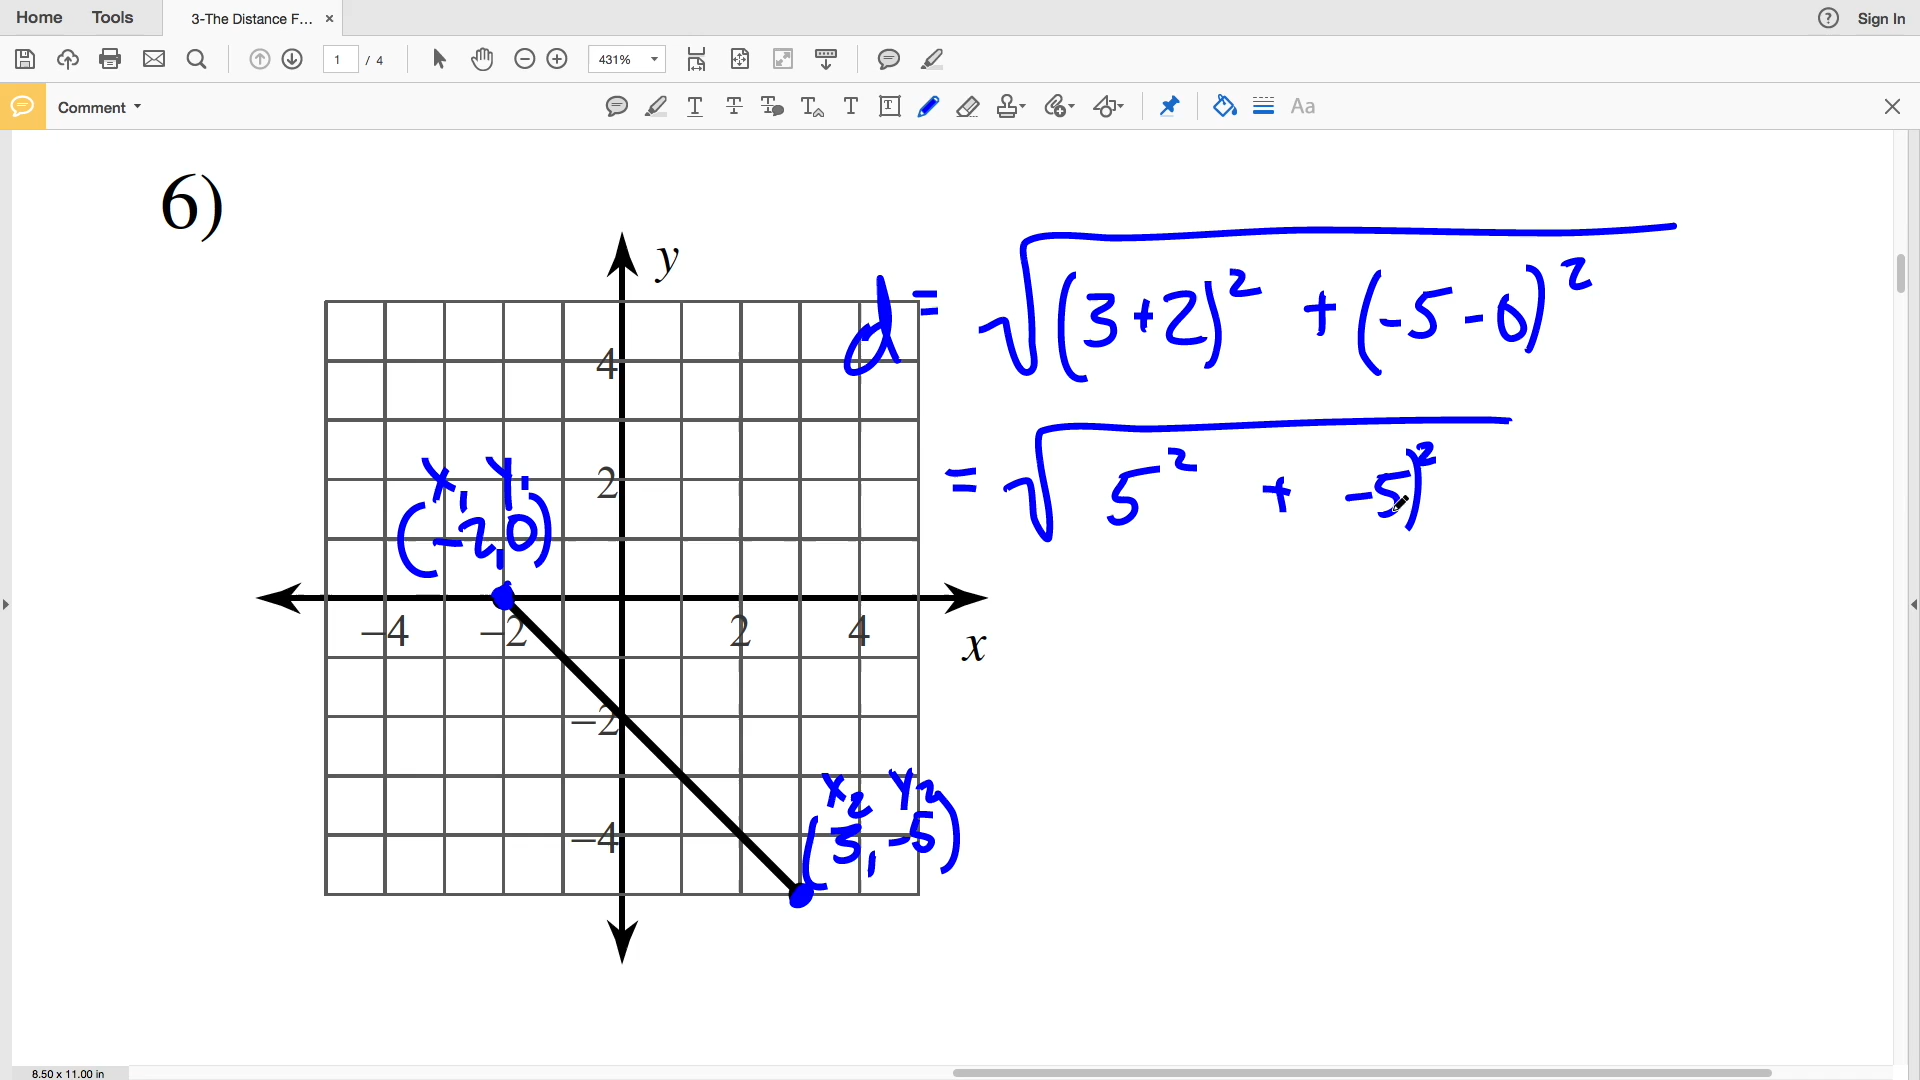 Home Tools 3-The Distance F... × ? Sign In
1 / 4 431%
Comment T T T T T T Aa
6)
y
d = √(3+2)² + (-5-0)²
4
= √5² + -5)²
2
x₁ y₁
(-2,0)
−4 −2 2 4
x
−2
x₂ y₂
(3,-5)
−4
8.50 x 11.00 in